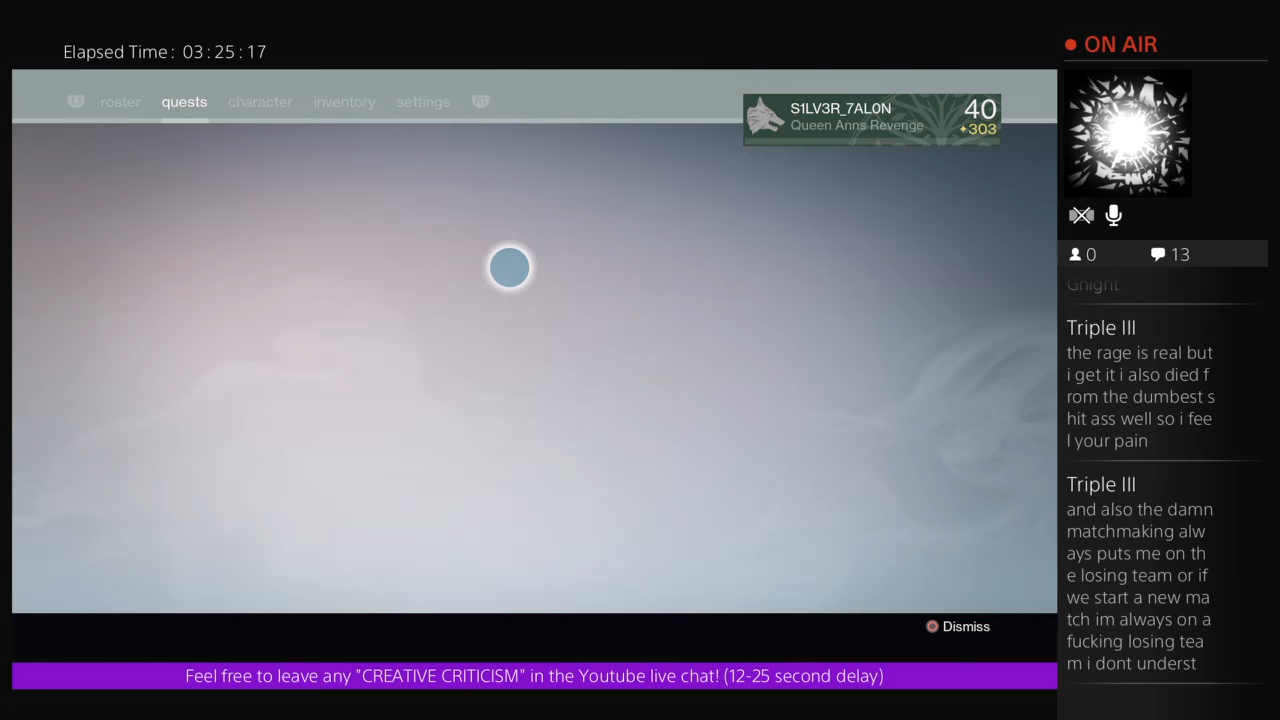 Elapsed Time: 03:25:17
ON AIR
L1 roster quests character inventory settings R1
S1LV3R_7AL0N 40
Queen Anns Revenge +303
0 13
Gnight
Triple III
the rage is real but
i get it i also died f
rom the dumbest s
hit ass well so i fee
l your pain
Triple III
and also the damn
matchmaking alw
ays puts me on th
e losing team or if
we start a new ma
tch im always on a
fucking losing tea
m i dont underst
Dismiss
Feel free to leave any "CREATIVE CRITICISM" in the Youtube live chat! (12-25 second delay)